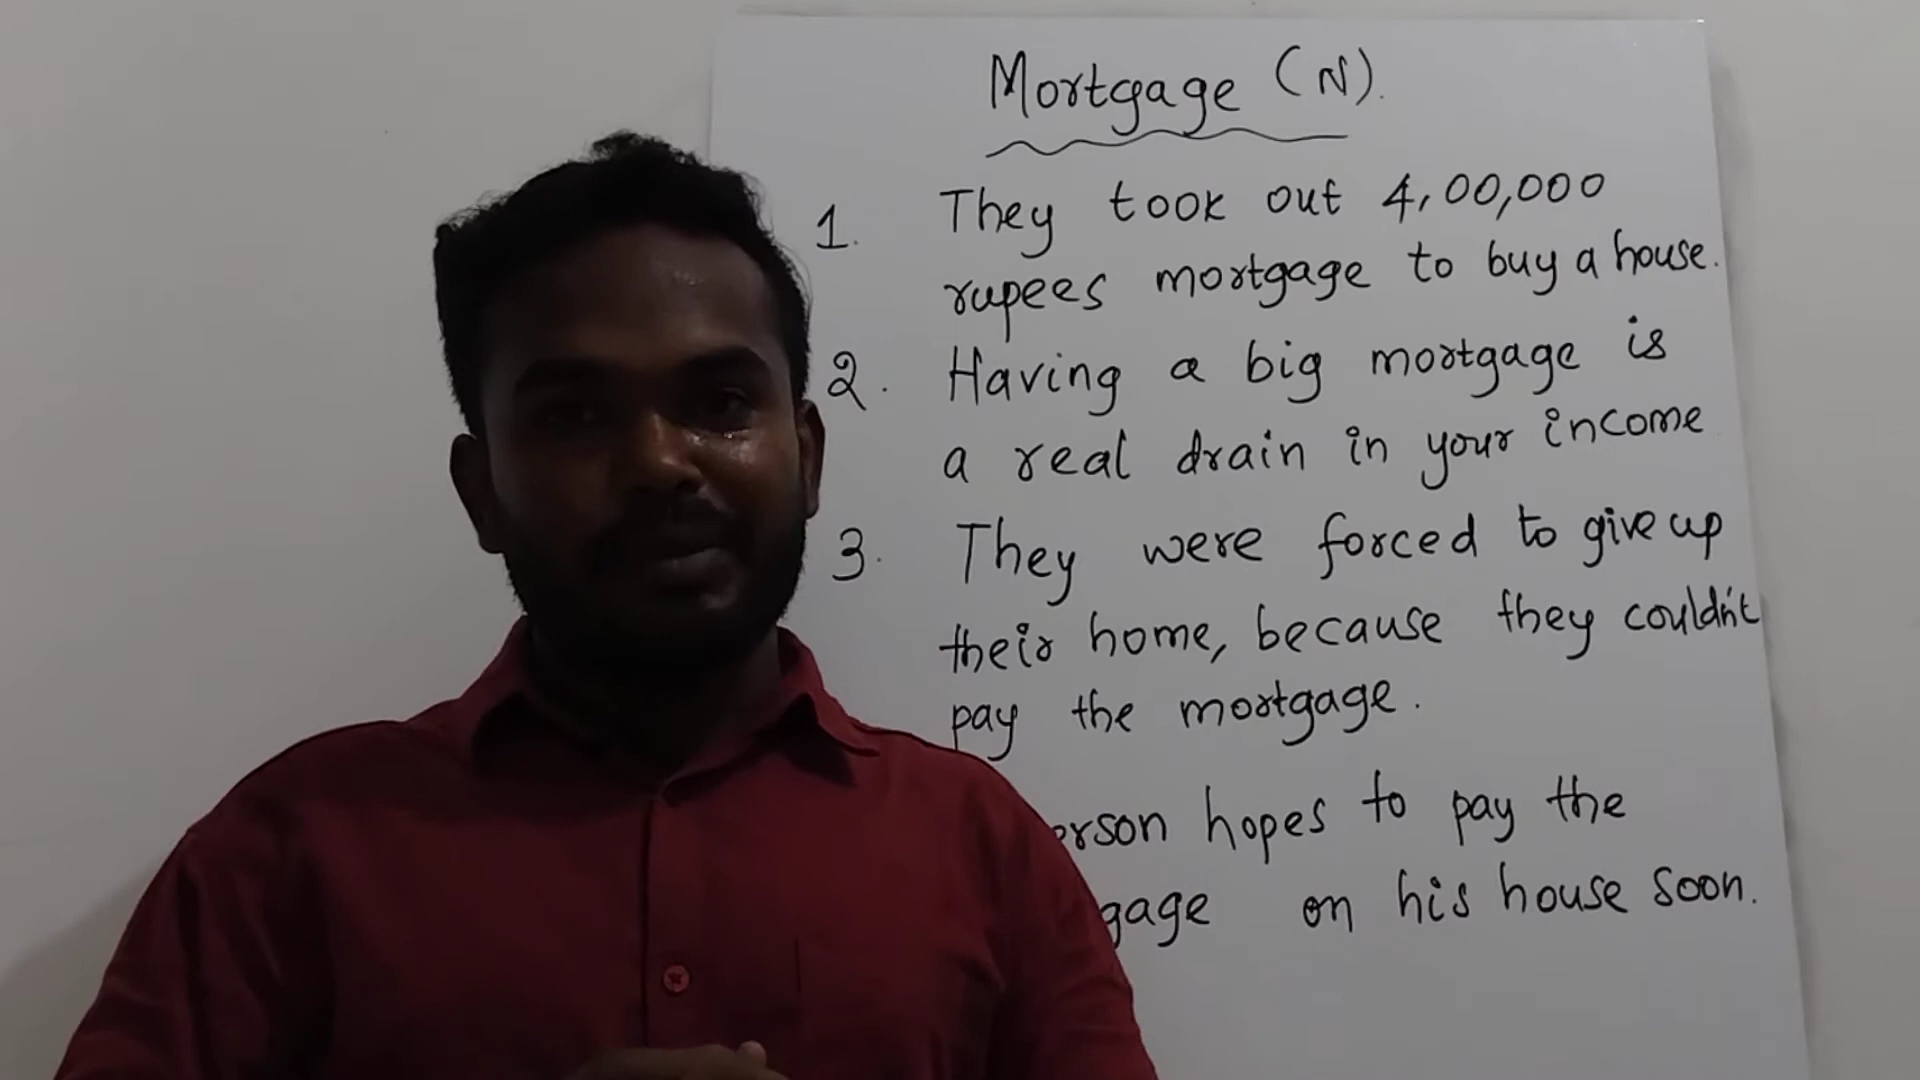 Mortgage (N).
1. They took out 4,00,000
rupees mortgage to buy a house.
2. Having a big mortgage is
a real drain in your income
3. They were forced to give up
their home, because they couldn't
pay the mortgage.
hopes to pay the
on his house soon.